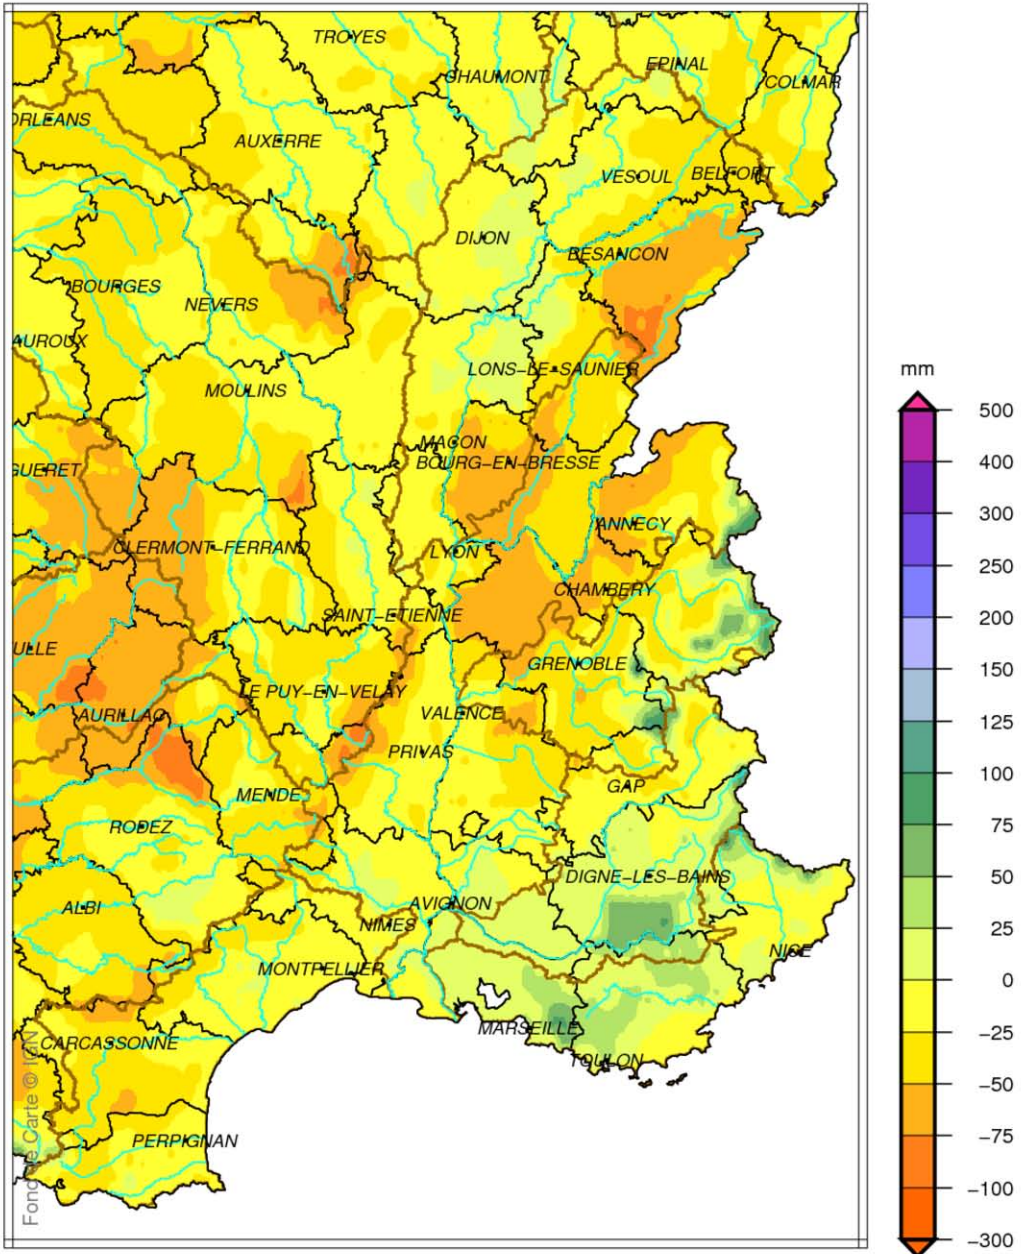 TROYES
EPINAL
CHAUMONT
COLMAR
ORLEANS
AUXERRE
VESOUL
BELFORT
DIJON
BESANCON
BOURGES
NEVERS
AUROUX
LONS-LE-SAUNIER
MOULINS
MACON
BOURG-EN-BRESSE
GUERET
ANNECY
CLERMONT-FERRAND
LYON
CHAMBERY
SAINT-ETIENNE
ULLE
GRENOBLE
LE PUY-EN-VELAY
AURILLAC
VALENCE
PRIVAS
GAP
MENDE
RODEZ
DIGNE-LES-BAINS
ALBI
AVIGNON
NIMES
NICE
MONTPELLIER
MARSEILLE
CARCASSONNE
TOULON
PERPIGNAN
Fond de Carte © IGN
mm
500
400
300
250
200
150
125
100
75
50
25
0
-25
-50
-75
-100
-300